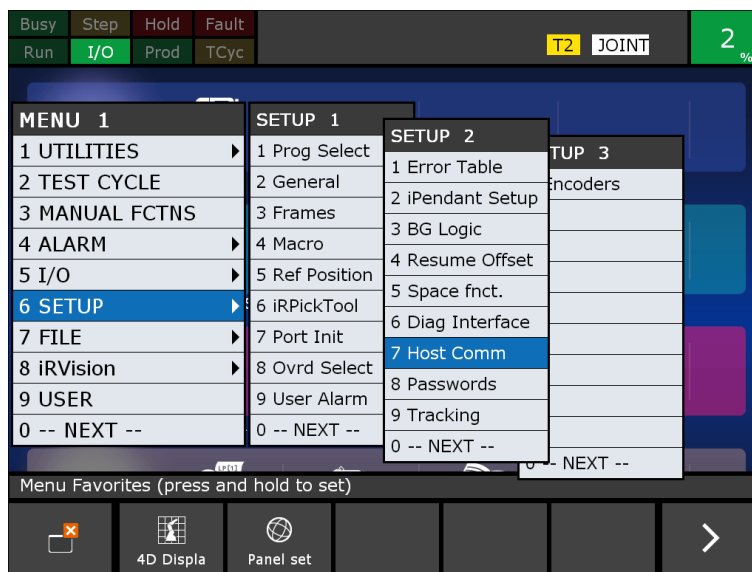 Busy Step Hold Fault
Run I/O Prod TCyc
T2 JOINT
2 %
MENU 1
1 UTILITIES
2 TEST CYCLE
3 MANUAL FCTNS
4 ALARM
5 I/O
6 SETUP
7 FILE
8 iRVision
9 USER
0 -- NEXT --
SETUP 1
1 Prog Select
2 General
3 Frames
4 Macro
5 Ref Position
6 iRPickTool
7 Port Init
8 Ovrd Select
9 User Alarm
0 -- NEXT --
SETUP 2
1 Error Table
2 iPendant Setup
3 BG Logic
4 Resume Offset
5 Space fnct.
6 Diag Interface
7 Host Comm
8 Passwords
9 Tracking
0 -- NEXT --
TUP 3
ncoders
-- NEXT --
LP[1]
Menu Favorites (press and hold to set)
4D Displa
Panel set